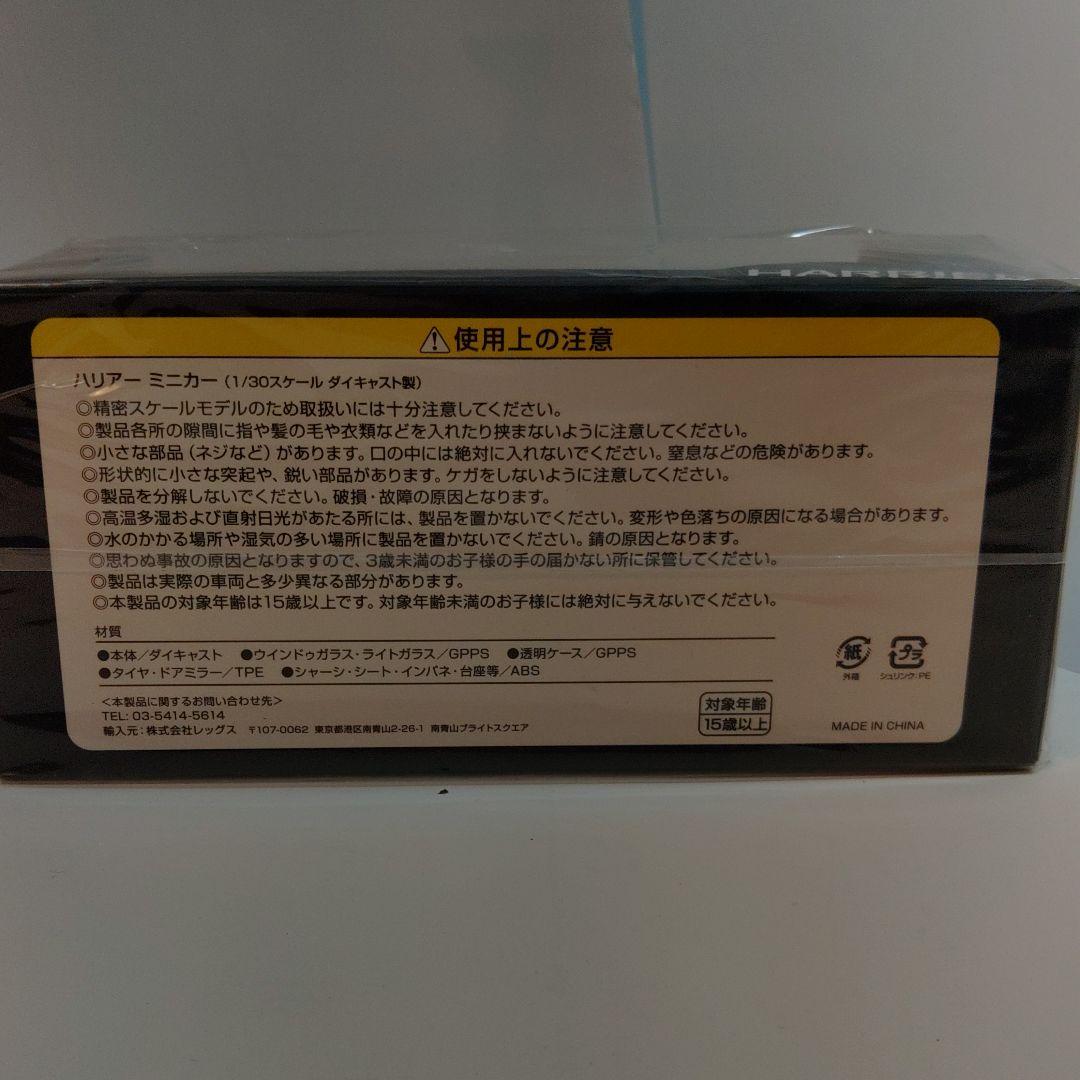 HARRIER
使用上の注意
ハリアー ミニカー（1/30スケール ダイキャスト製）
◎精密スケールモデルのため取扱いには十分注意してください。
◎製品各所の隙間に指や髪の毛や衣類などを入れたり挟まないように注意してください。
◎小さな部品（ネジなど）があります。口の中には絶対に入れないでください。窒息などの危険があります。
◎形状的に小さな突起や、鋭い部品があります。ケガをしないように注意してください。
◎製品を分解しないでください。破損・故障の原因となります。
◎高温多湿および直射日光があたる所には、製品を置かないでください。変形や色落ちの原因になる場合があります。
◎水のかかる場所や湿気の多い場所に製品を置かないでください。錆の原因となります。
◎思わぬ事故の原因となりますので、3歳未満のお子様の手の届かない所に保管してください。
◎製品は実際の車両と多少異なる部分があります。
◎本製品の対象年齢は15歳以上です。対象年齢未満のお子様には絶対に与えないでください。
材質
●本体／ダイキャスト ●ウインドゥガラス・ライトガラス／GPPS ●透明ケース／GPPS
●タイヤ・ドアミラー／TPE ●シャーシ・シート・インパネ・台座等／ABS
紙 プラ
外箱 シュリンク:PE
＜本製品に関するお問い合わせ先＞
TEL: 03-5414-5614
輸入元：株式会社レッグス 〒107-0062 東京都港区南青山2-26-1 南青山ブライトスクエア
対象年齢
15歳以上
MADE IN CHINA